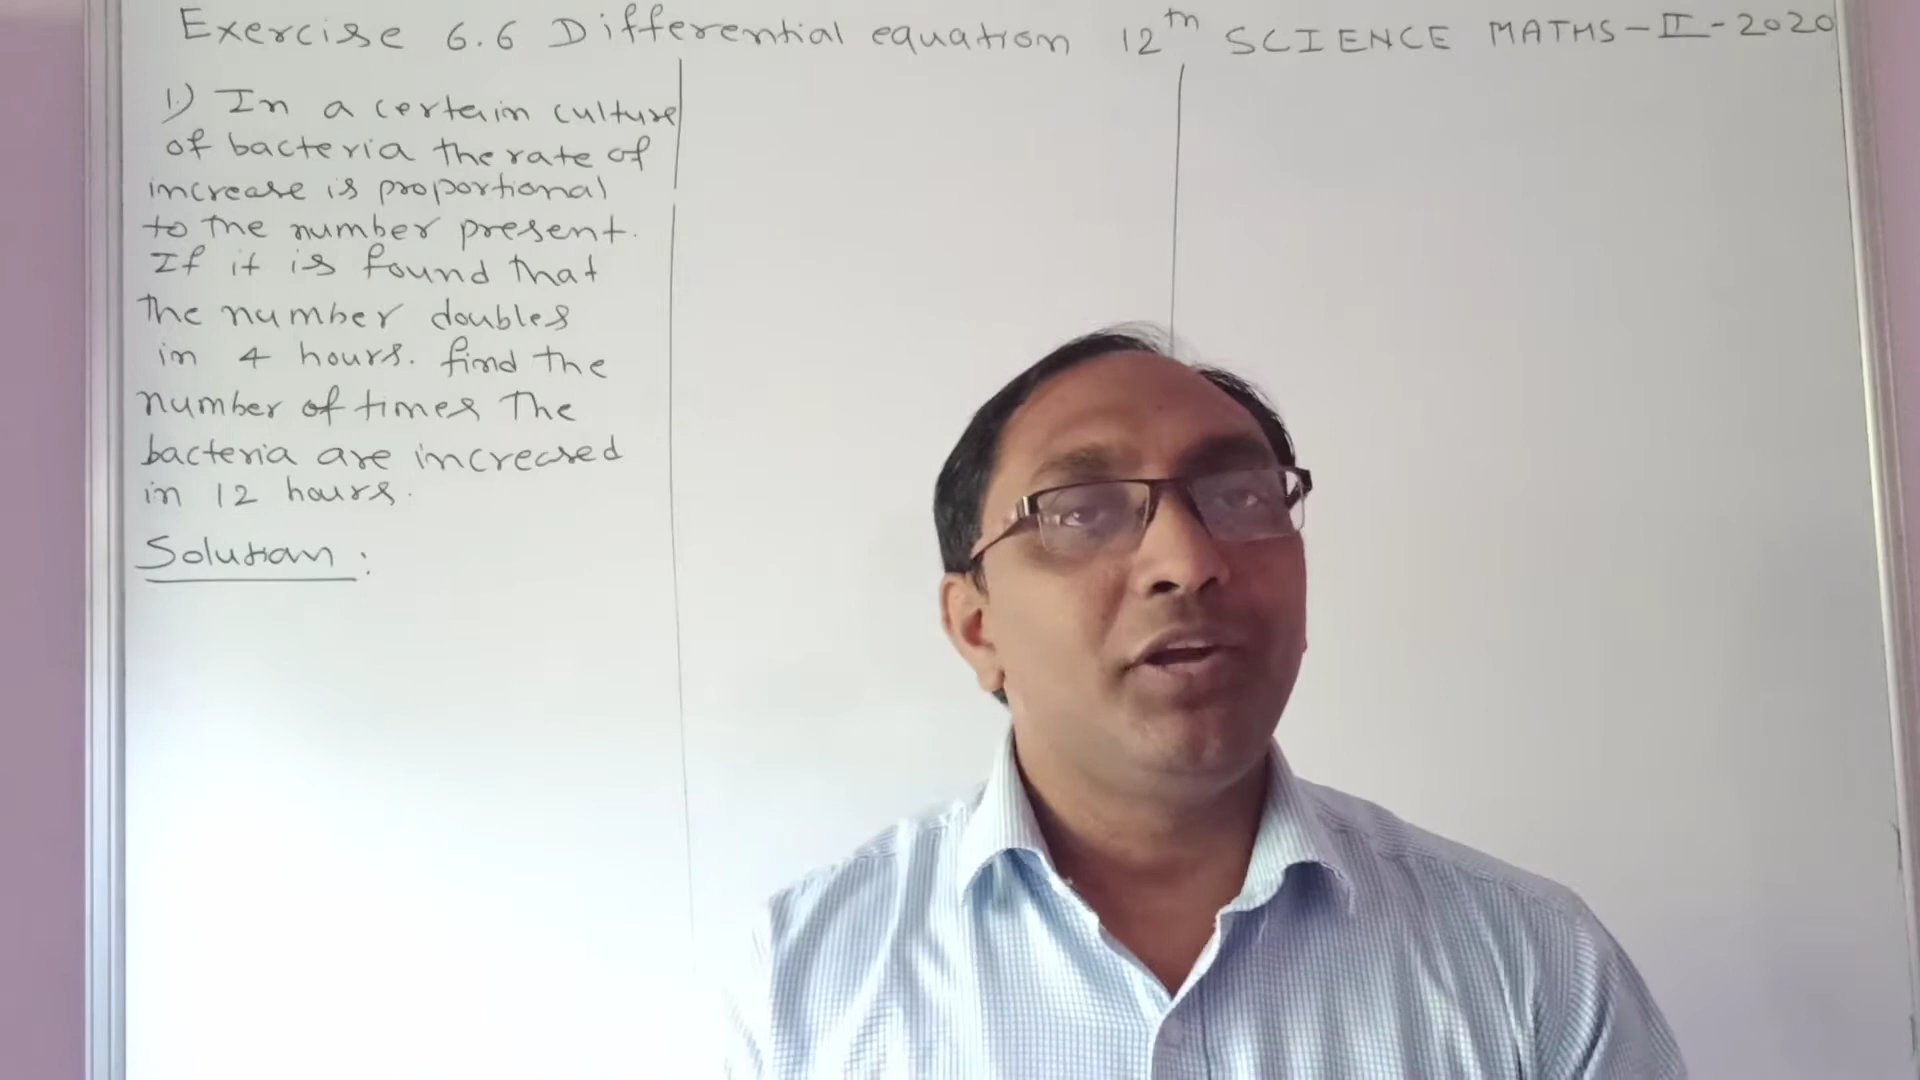 Exercise 6.6 Differential equation 12th SCIENCE MATHS-II-2020
1) In a certain culture
of bacteria the rate of
increase is proportional
to the number present.
If it is found that
the number doubles
in 4 hours. find the
number of times the
bacteria are increased
in 12 hours.
Solution :